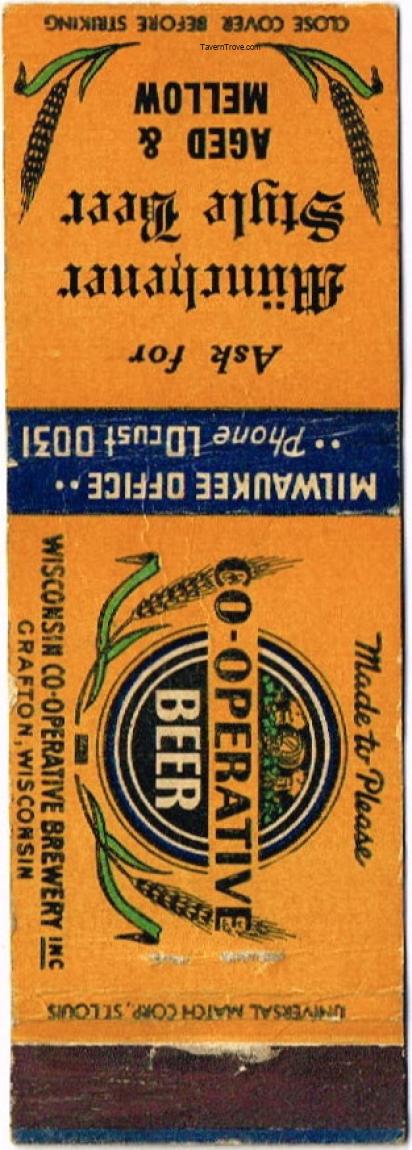 CLOSE COVER BEFORE STRIKING
TavernTrove.com
Ask for
Münchener
Style Beer
AGED &
MELLOW
MILWAUKEE OFFICE••
•• Phone LOcust 0031
Made to Please
CO-OPERATIVE
BEER
WISCONSIN CO-OPERATIVE BREWERY INC
GRAFTON, WISCONSIN
UNIVERSAL MATCH CORP., ST. LOUIS